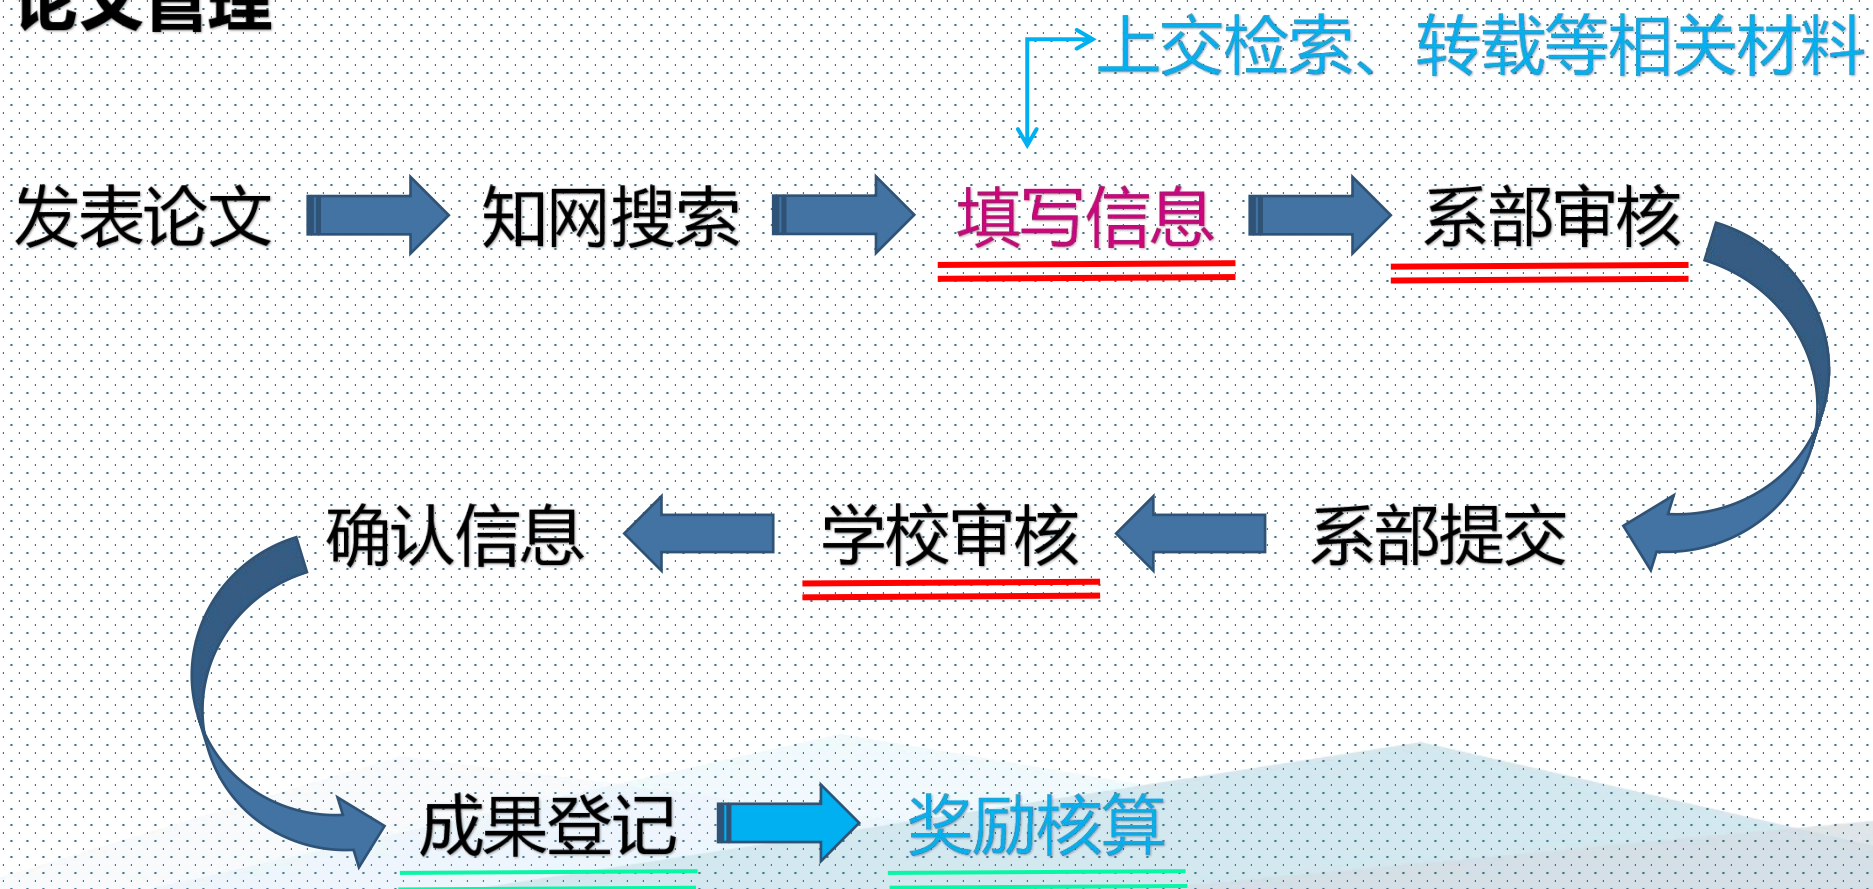 论文管理
上交检索、转载等相关材料
发表论文 知网搜索 填写信息 系部审核
确认信息 学校审核 系部提交
成果登记 奖励核算